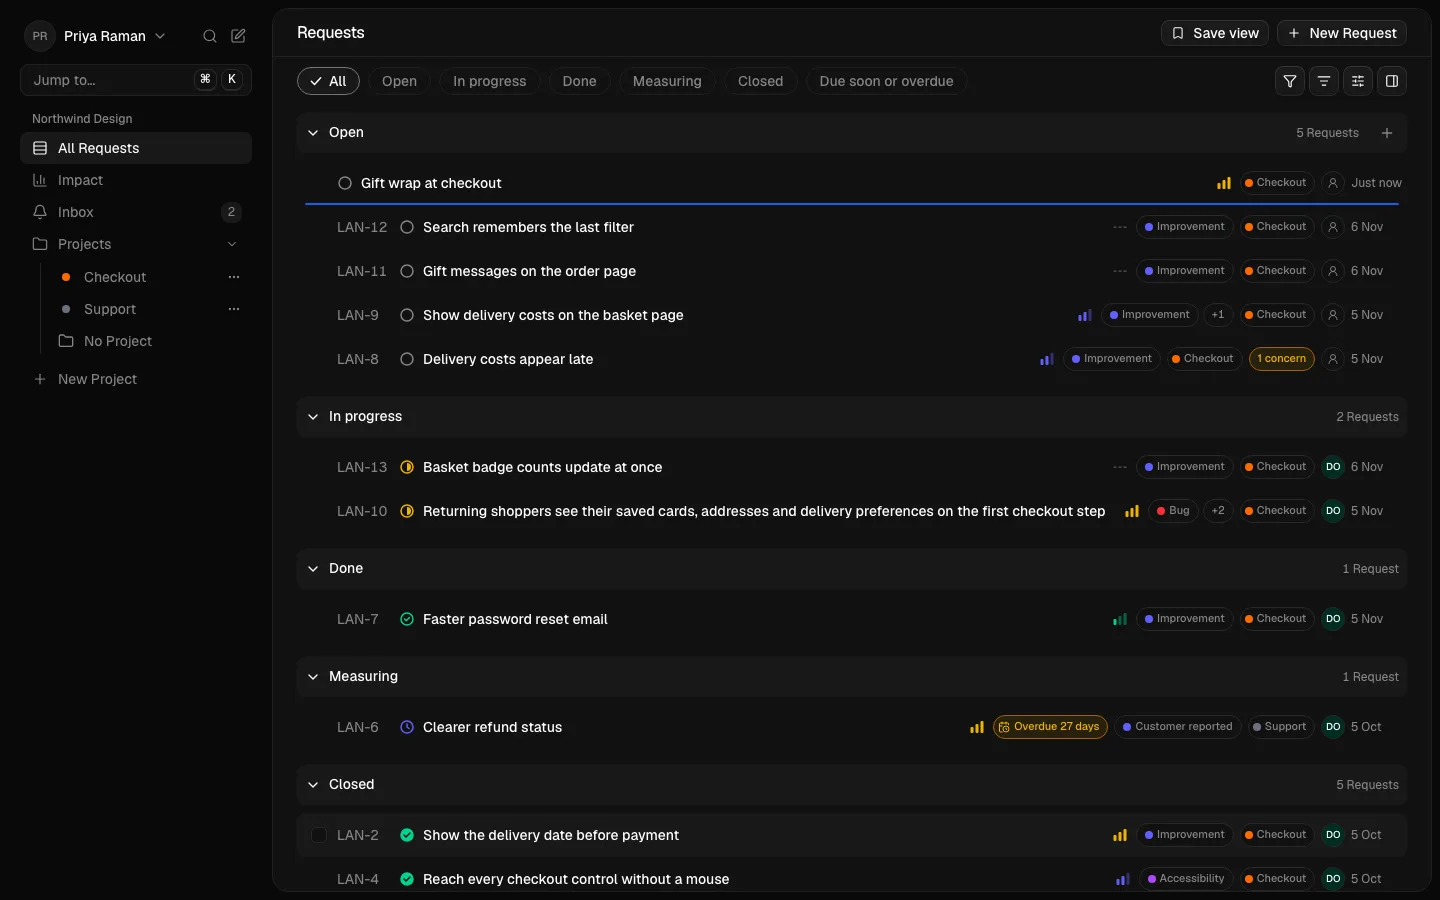 PR Priya Raman
Jump to... ⌘ K
Northwind Design
All Requests
Impact
Inbox 2
Projects
Checkout
Support
No Project
New Project
Requests Save view New Request
All Open In progress Done Measuring Closed Due soon or overdue
Open 5 Requests
Gift wrap at checkout Checkout Just now
LAN-12 Search remembers the last filter --- Improvement Checkout 6 Nov
LAN-11 Gift messages on the order page --- Improvement Checkout 6 Nov
LAN-9 Show delivery costs on the basket page Improvement +1 Checkout 5 Nov
LAN-8 Delivery costs appear late Improvement Checkout 1 concern 5 Nov
In progress 2 Requests
LAN-13 Basket badge counts update at once --- Improvement Checkout DO 6 Nov
LAN-10 Returning shoppers see their saved cards, addresses and delivery preferences on the first checkout step Bug +2 Checkout DO 5 Nov
Done 1 Request
LAN-7 Faster password reset email Improvement Checkout DO 5 Nov
Measuring 1 Request
LAN-6 Clearer refund status Overdue 27 days Customer reported Support DO 5 Oct
Closed 5 Requests
LAN-2 Show the delivery date before payment Improvement Checkout DO 5 Oct
LAN-4 Reach every checkout control without a mouse Accessibility Checkout DO 5 Oct